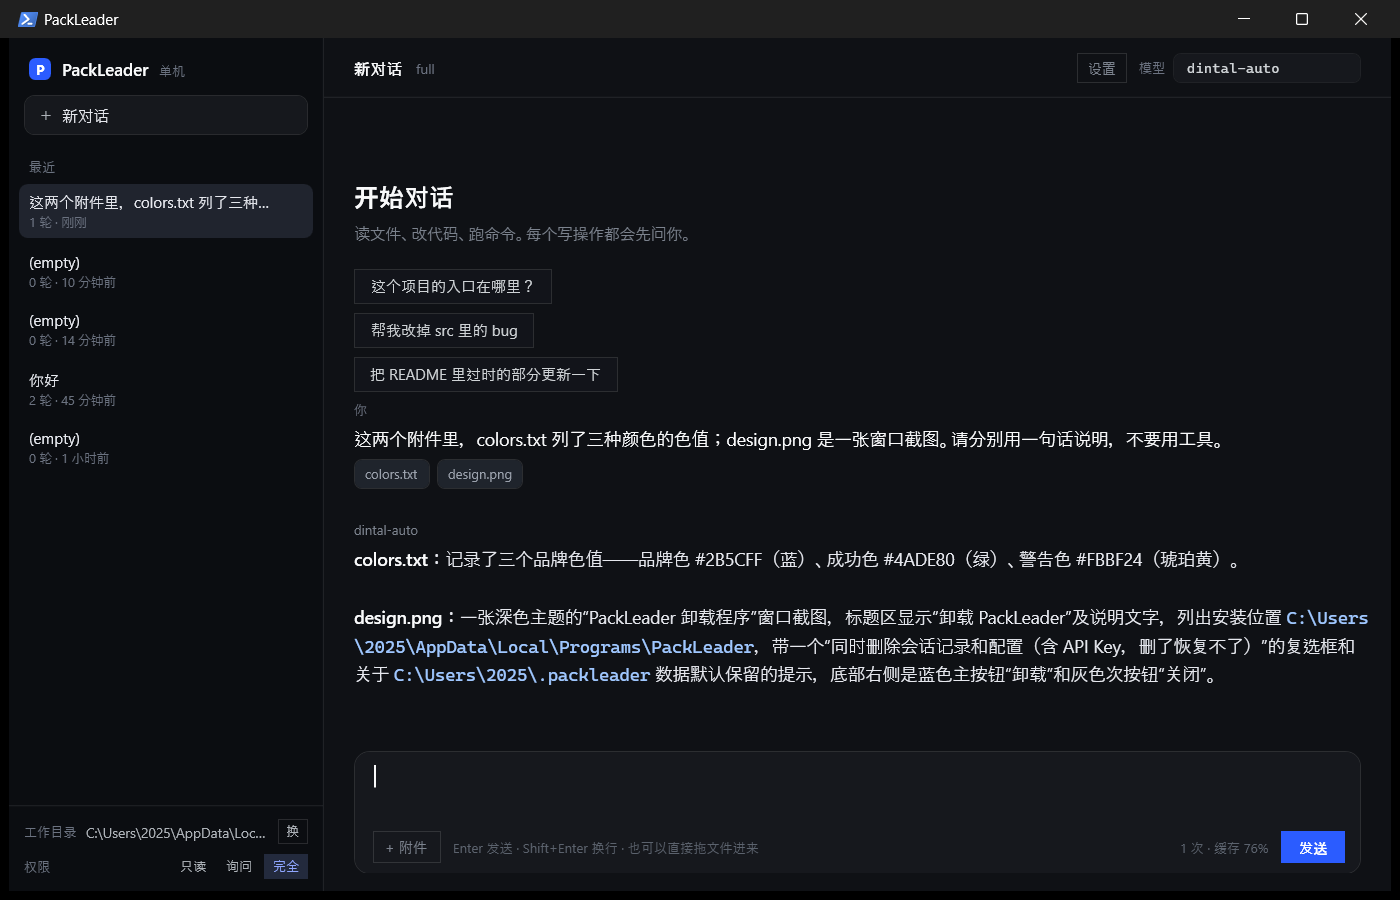 PackLeader
P PackLeader 单机
+ 新对话
最近
这两个附件里，colors.txt 列了三种...
1 轮 · 刚刚
(empty)
0 轮 · 10 分钟前
(empty)
0 轮 · 14 分钟前
你好
2 轮 · 45 分钟前
(empty)
0 轮 · 1 小时前
工作目录 C:\Users\2025\AppData\Loc... 换
权限 只读 询问 完全
新对话 full 设置 模型 dintal-auto
开始对话
读文件、改代码、跑命令。每个写操作都会先问你。
这个项目的入口在哪里？
帮我改掉 src 里的 bug
把 README 里过时的部分更新一下
你
这两个附件里，colors.txt 列了三种颜色的色值；design.png 是一张窗口截图。请分别用一句话说明，不要用工具。
colors.txt design.png
dintal-auto
colors.txt：记录了三个品牌色值——品牌色 #2B5CFF（蓝）、成功色 #4ADE80（绿）、警告色 #FBBF24（琥珀黄）。
design.png：一张深色主题的“PackLeader 卸载程序”窗口截图，标题区显示“卸载 PackLeader”及说明文字，列出安装位置 C:\Users
\2025\AppData\Local\Programs\PackLeader，带一个“同时删除会话记录和配置（含 API Key，删了恢复不了）”的复选框和
关于 C:\Users\2025\.packleader 数据默认保留的提示，底部右侧是蓝色主按钮“卸载”和灰色次按钮“关闭”。
+ 附件 Enter 发送 · Shift+Enter 换行 · 也可以直接拖文件进来 1 次 · 缓存 76% 发送